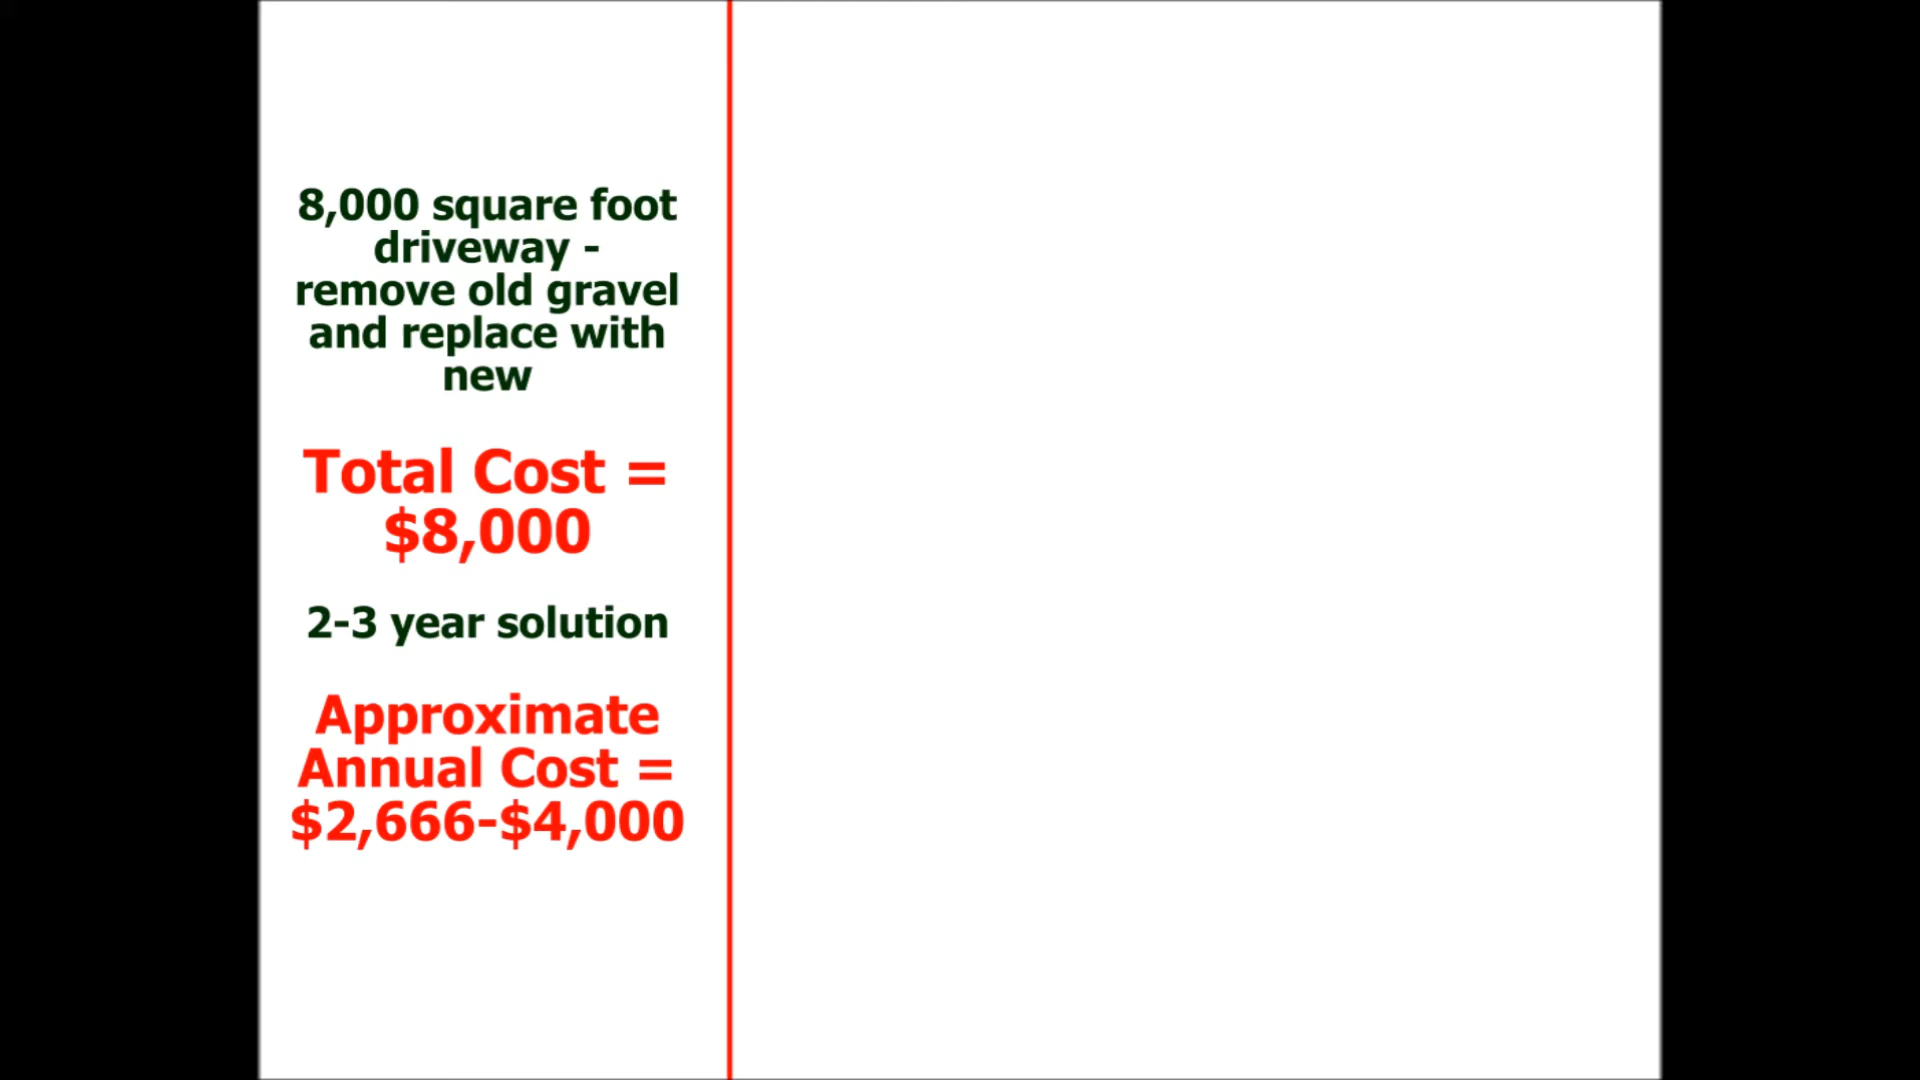 8,000 square foot
driveway -
remove old gravel
and replace with
new
Total Cost =
$8,000
2-3 year solution
Approximate
Annual Cost =
$2,666-$4,000